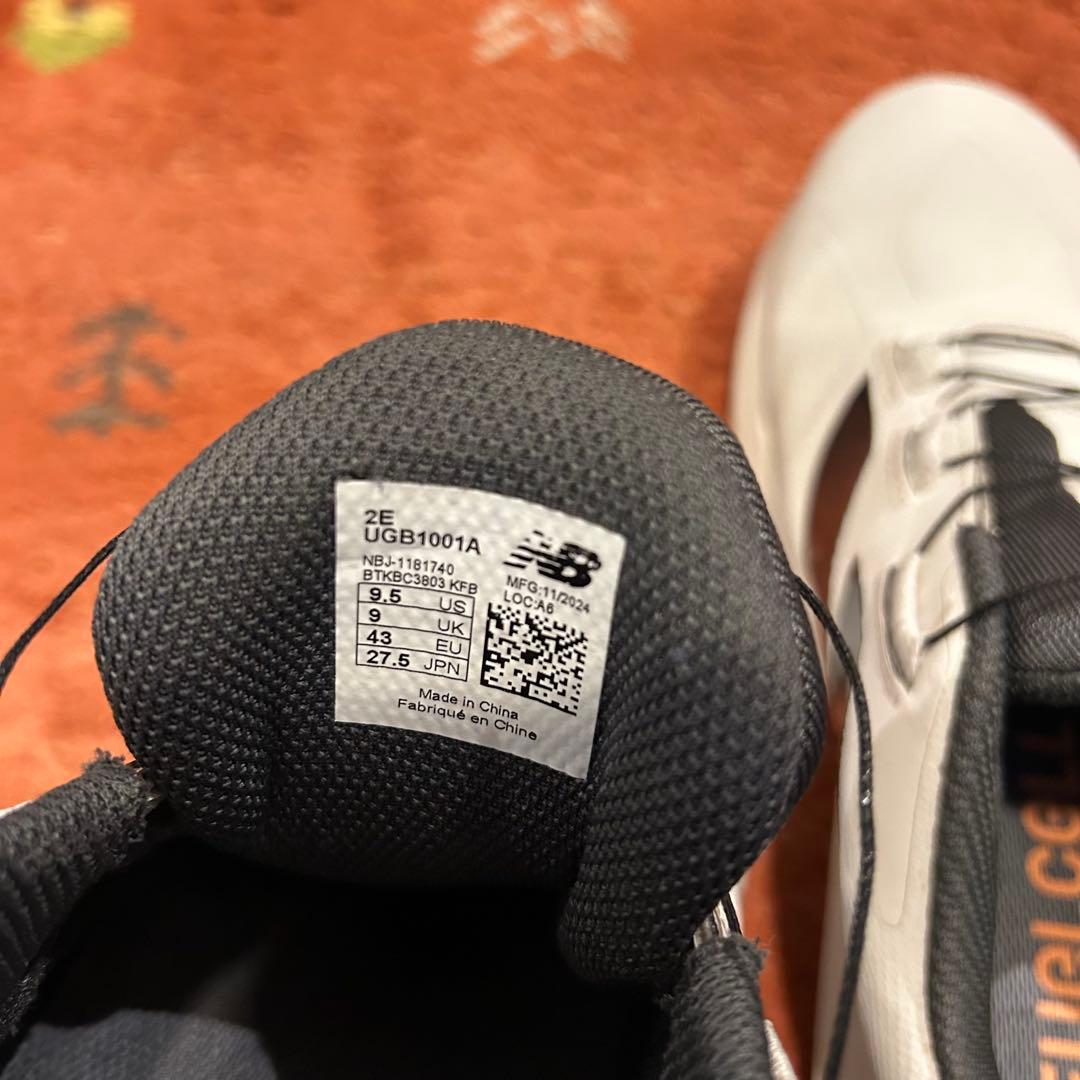 2E
UGB1001A
NBJ-1181740
BTKBC3803 KFB
9.5 US
9 UK
43 EU
27.5 JPN
NB
MFG:11/2024
LOC:A6
Made in China
Fabriqué en Chine